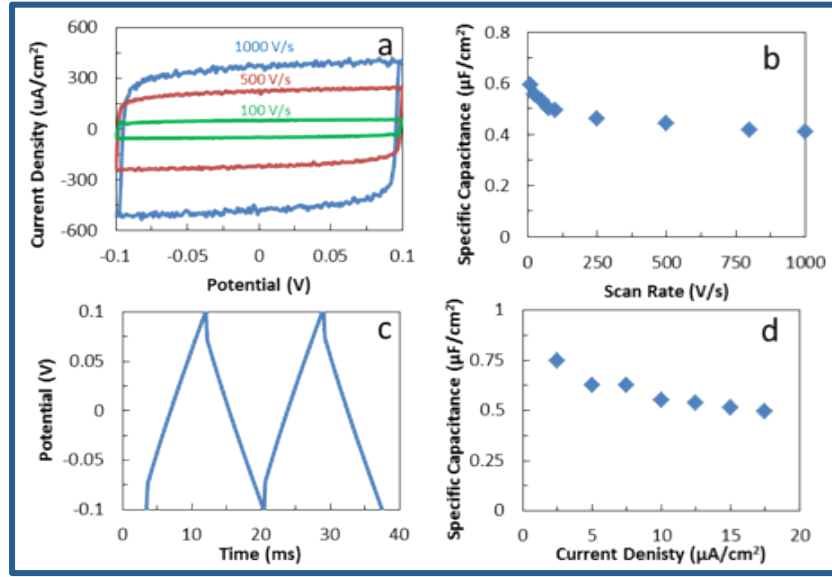 a
1000 V/s
500 V/s
100 V/s
Current Density (uA/cm²)
600
300
0
-300
-600
-0.1
-0.05
0
0.05
0.1
Potential (V)
b
Specific Capacitance (µF/cm²)
0.8
0.6
0.4
0.2
0
0
250
500
750
1000
Scan Rate (V/s)
c
Potential (V)
0.1
0.05
0
-0.05
-0.1
0
10
20
30
40
Time (ms)
d
Specific Capacitance (µF/cm²)
1
0.75
0.5
0.25
0
0
5
10
15
20
Current Denisty (µA/cm²)